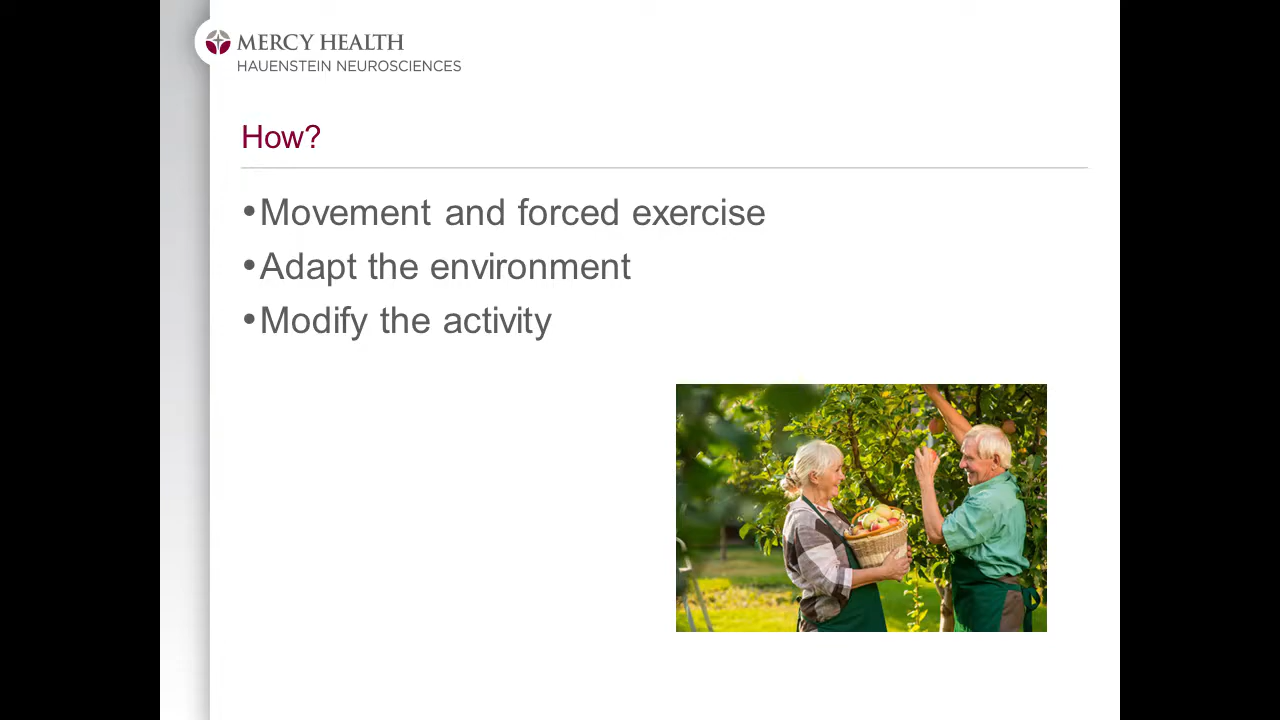 MERCY HEALTH
HAUENSTEIN NEUROSCIENCES
How?
•Movement and forced exercise
•Adapt the environment
•Modify the activity